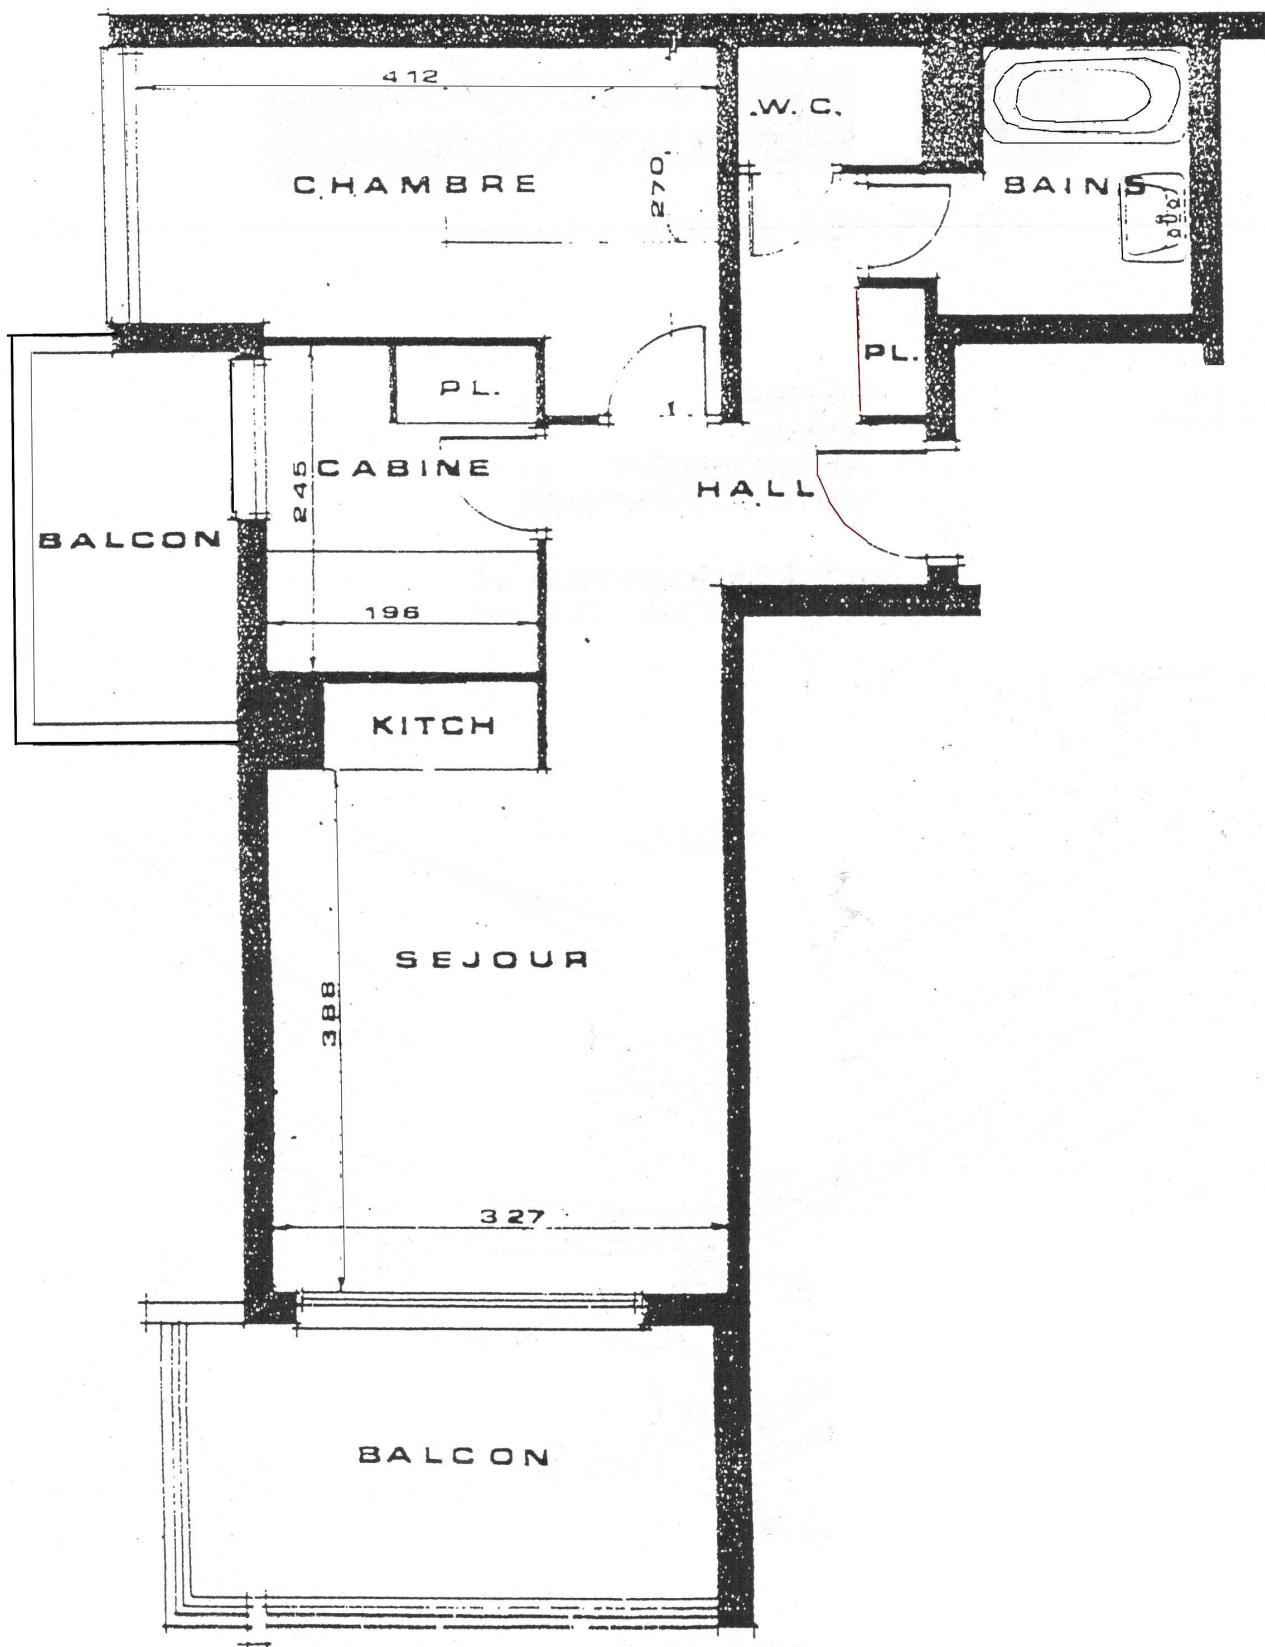 412
W.C.
CHAMBRE
270
BAINS
PL.
PL.
CABINE
245
HALL
BALCON
196
KITCH
SEJOUR
388
327
BALCON